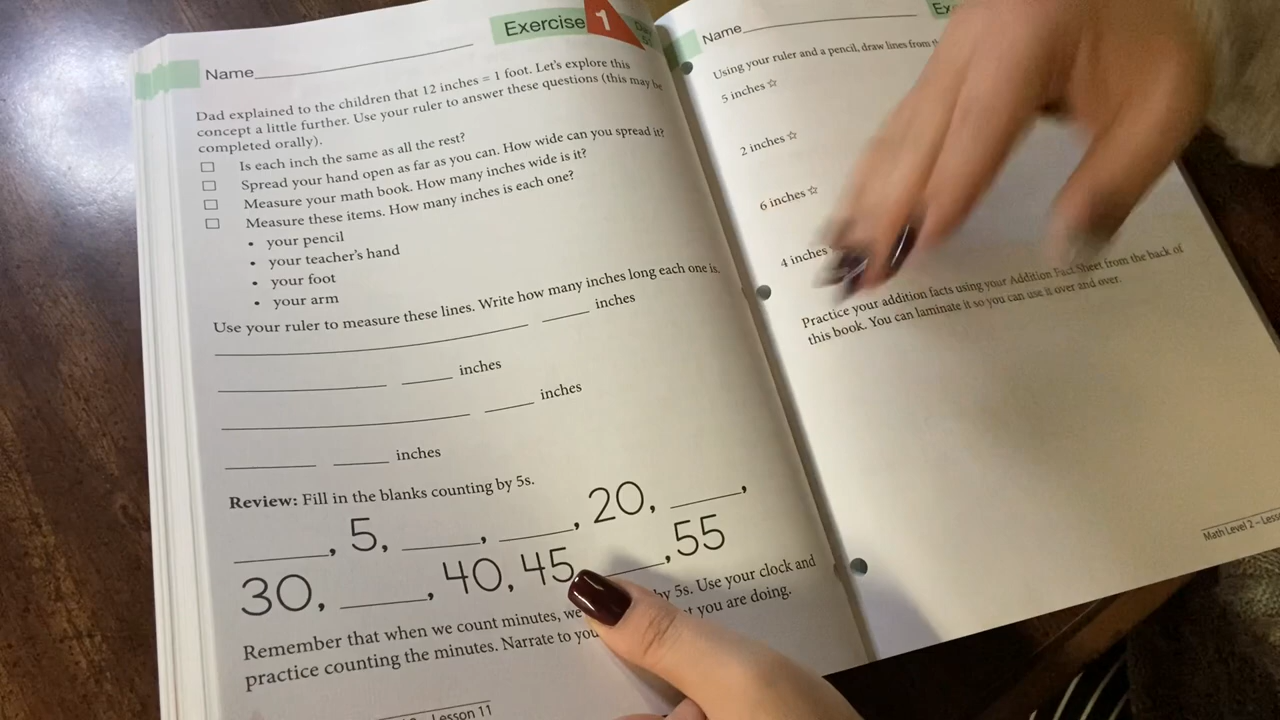 Exercise 1
Name
Dad explained to the children that 12 inches = 1 foot. Let's explore this
concept a little further. Use your ruler to answer these questions (this may be
completed orally).
Is each inch the same as all the rest?
Spread your hand open as far as you can. How wide can you spread it?
Measure your math book. How many inches wide is it?
Measure these items. How many inches is each one?
• your pencil
• your teacher's hand
• your foot
• your arm
Use your ruler to measure these lines. Write how many inches long each one is.
inches
inches
inches
inches
Review: Fill in the blanks counting by 5s.
____, 5, ____, ____, 20, ____,
30, ____, 40, 45, ____, 55
Remember that when we count minutes, we by 5s. Use your clock and
practice counting the minutes. Narrate to you are doing.
Lesson 11
Name
Using your ruler and a pencil, draw lines from
5 inches ☆
2 inches ☆
6 inches ☆
4 inches
Practice your addition facts using your Addition Fact Sheet from the back of
this book. You can laminate it so you can use it over and over.
Math Level 2 –